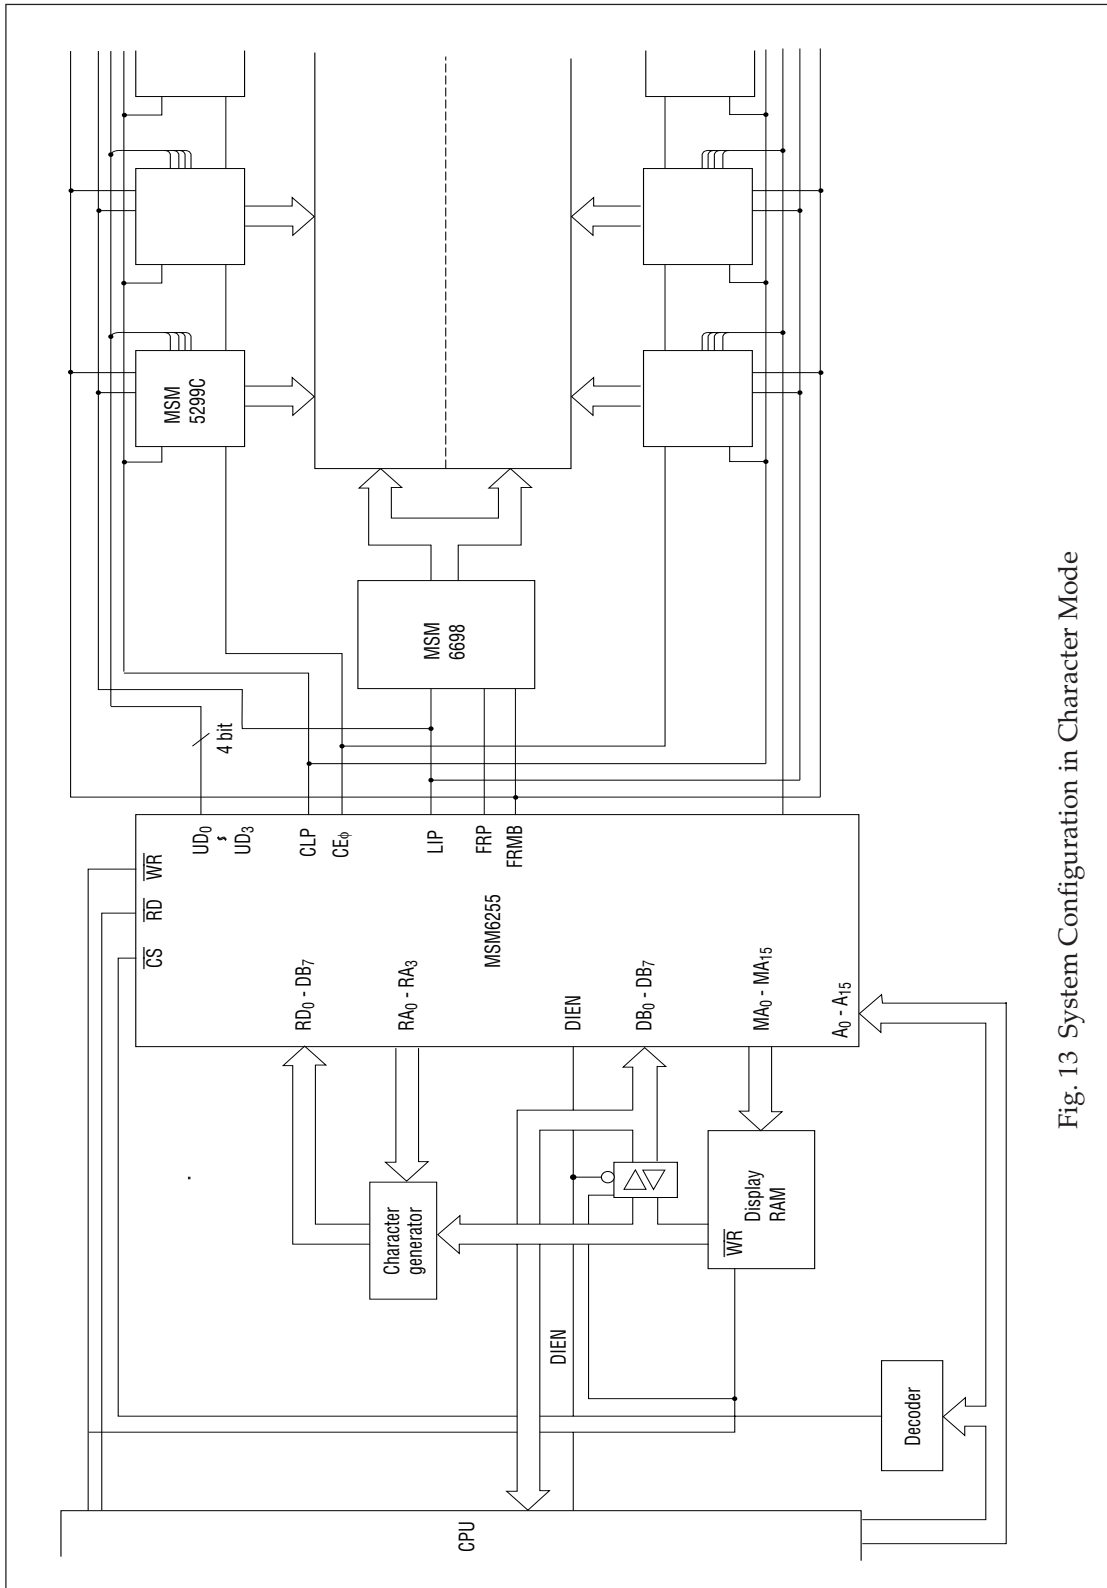 CPU
Decoder
DIEN
Character
generator
Display
RAM
WR
CS
RD
WR
RD0 - DB7
RA0 - RA3
DIEN
DB0 - DB7
MA0 - MA15
A0 - A15
MSM6255
UD0
s
UD3
CLP
CEϕ
LIP
FRP
FRMB
4 bit
MSM
6698
MSM
5299C
Fig. 13 System Configuration in Character Mode